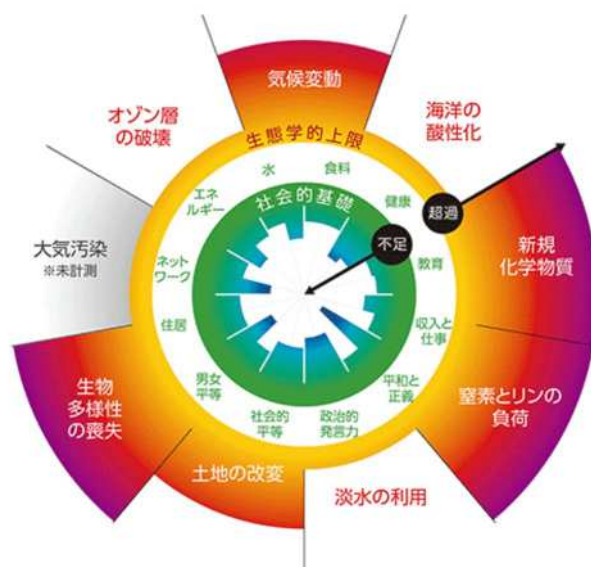 気候変動
オゾン層
の破壊
海洋の
酸性化
生態学的上限
水
食料
エネ
ルギー
社会的基礎
健康
超過
大気汚染
※未計測
ネット
ワーク
不足
教育
新規
化学物質
住居
収入と
仕事
生物
多様性
の喪失
男女
平等
平和と
正義
窒素とリンの
負荷
社会的
平等
政治的
発言力
土地の改変
淡水の利用